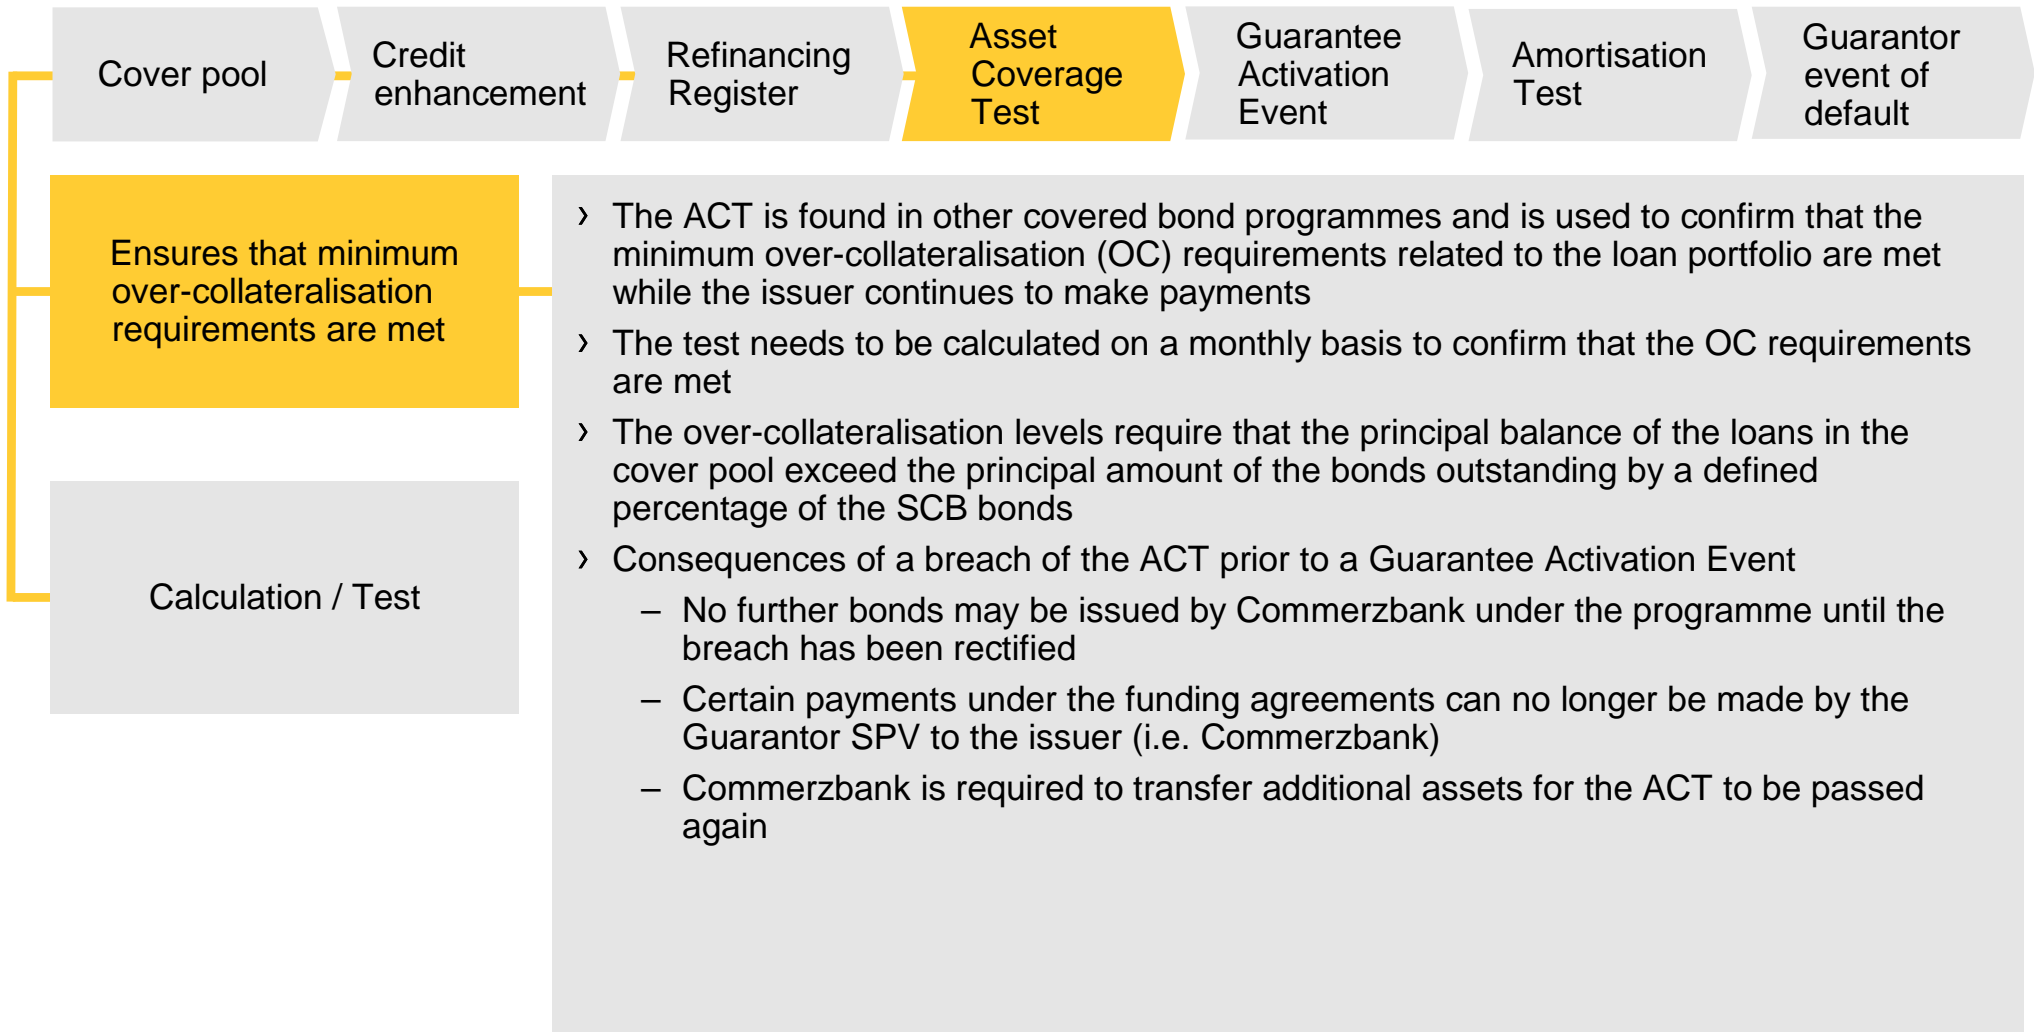 Cover pool
Credit
enhancement
Refinancing
Register
Asset
Coverage
Test
Guarantee
Activation
Event
Amortisation
Test
Guarantor
event of
default
Ensures that minimum
over-collateralisation
requirements are met
Calculation / Test
› The ACT is found in other covered bond programmes and is used to confirm that the
minimum over-collateralisation (OC) requirements related to the loan portfolio are met
while the issuer continues to make payments
› The test needs to be calculated on a monthly basis to confirm that the OC requirements
are met
› The over-collateralisation levels require that the principal balance of the loans in the
cover pool exceed the principal amount of the bonds outstanding by a defined
percentage of the SCB bonds
› Consequences of a breach of the ACT prior to a Guarantee Activation Event
– No further bonds may be issued by Commerzbank under the programme until the
breach has been rectified
– Certain payments under the funding agreements can no longer be made by the
Guarantor SPV to the issuer (i.e. Commerzbank)
– Commerzbank is required to transfer additional assets for the ACT to be passed
again